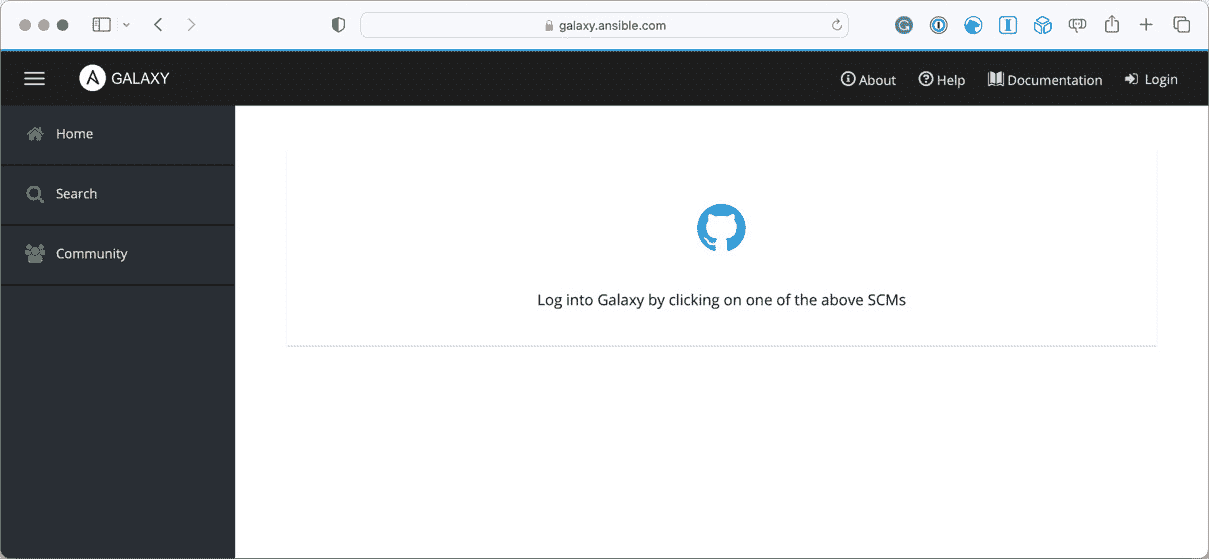 galaxy.ansible.com
GALAXY
About
Help
Documentation
Login
Home
Search
Community
Log into Galaxy by clicking on one of the above SCMs